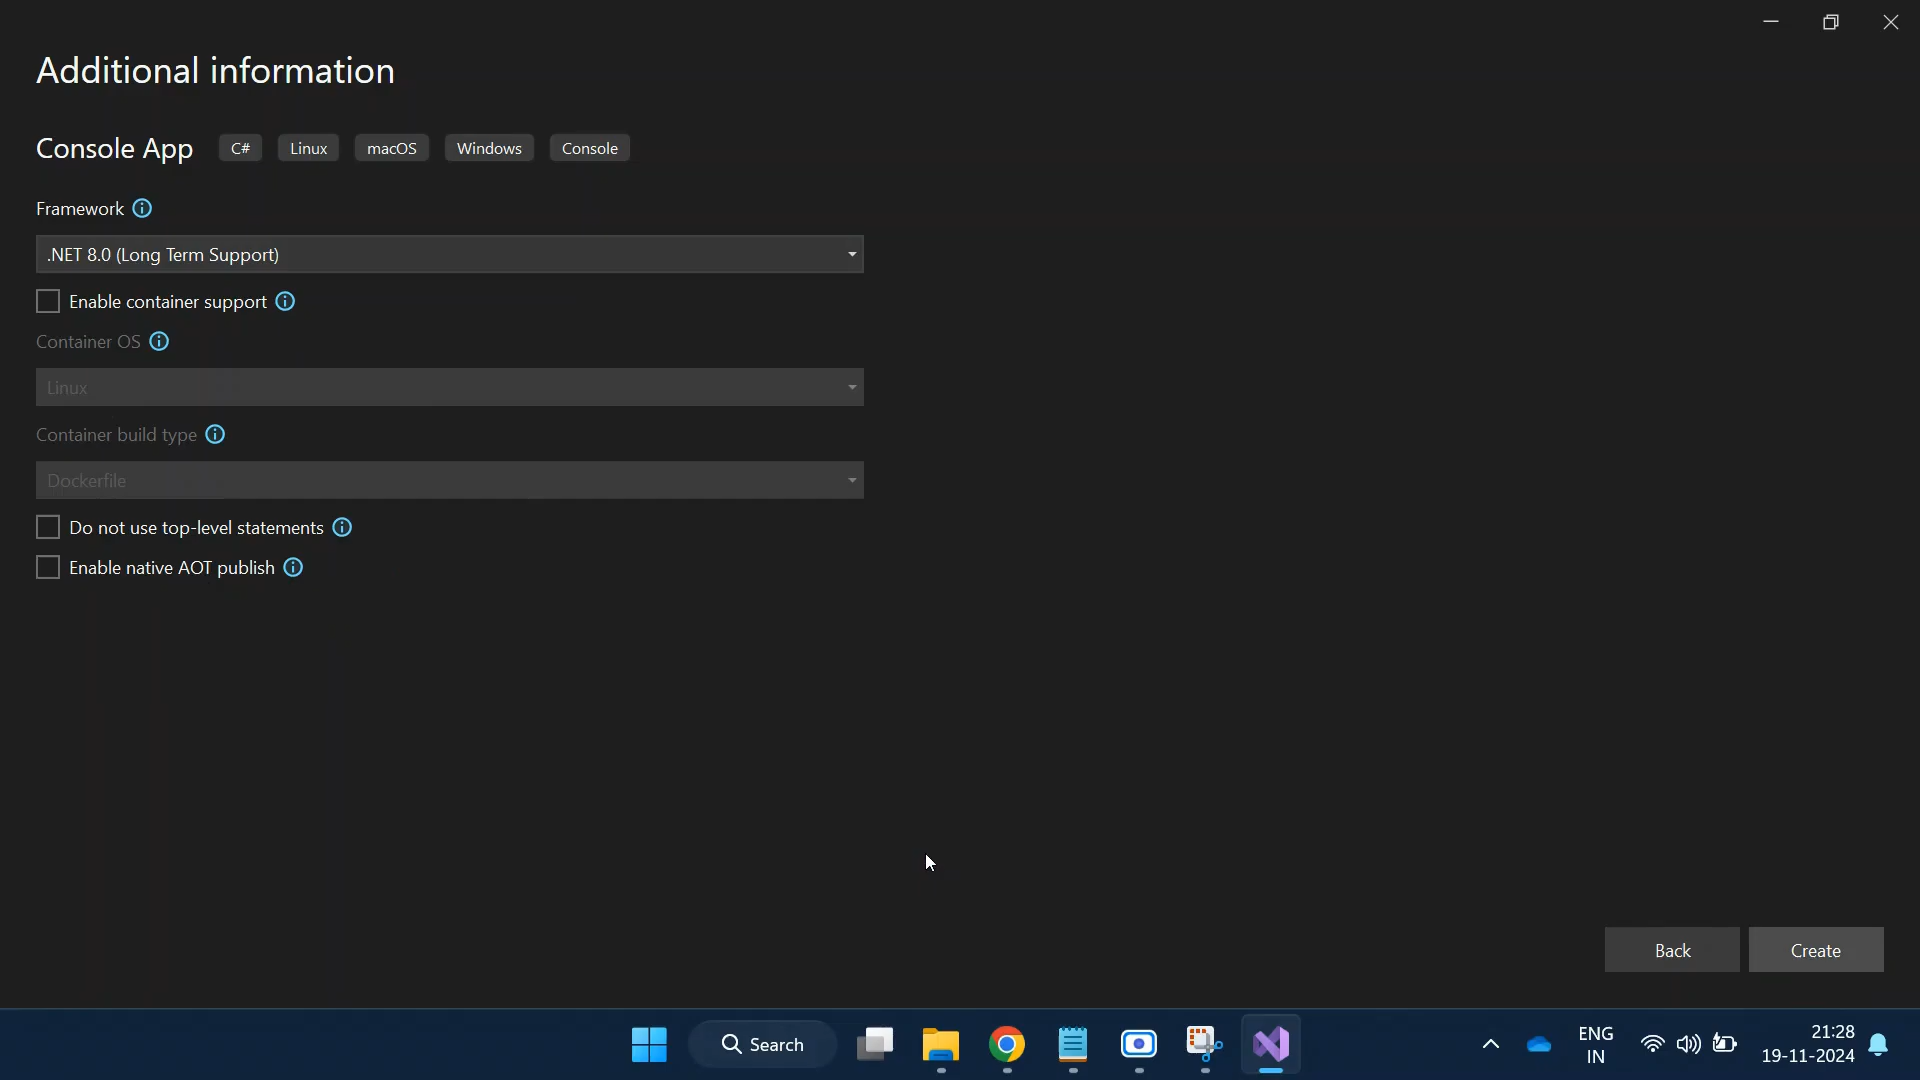 Additional information
Console App C# Linux macOS Windows Console
Framework
.NET 8.0 (Long Term Support)
Enable container support
Container OS
Linux
Container build type
Dockerfile
Do not use top-level statements
Enable native AOT publish
Back Create
Search
ENG
IN
21:28
19-11-2024